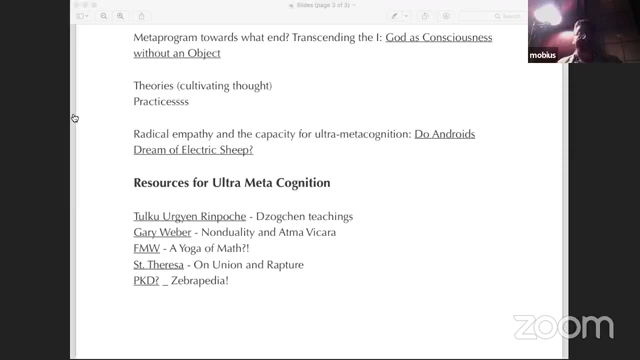 Slides (page 3 of 3)
Search
Metaprogram towards what end? Transcending the I: God as Consciousness
without an Object
Theories (cultivating thought)
Practicessss
Radical empathy and the capacity for ultra-metacognition: Do Androids
Dream of Electric Sheep?
Resources for Ultra Meta Cognition
Tulku Urgyen Rinpoche - Dzogchen teachings
Gary Weber - Nonduality and Atma Vicara
FMW - A Yoga of Math?!
St. Theresa - On Union and Rapture
PKD? _ Zebrapedia!
mobius
zoom